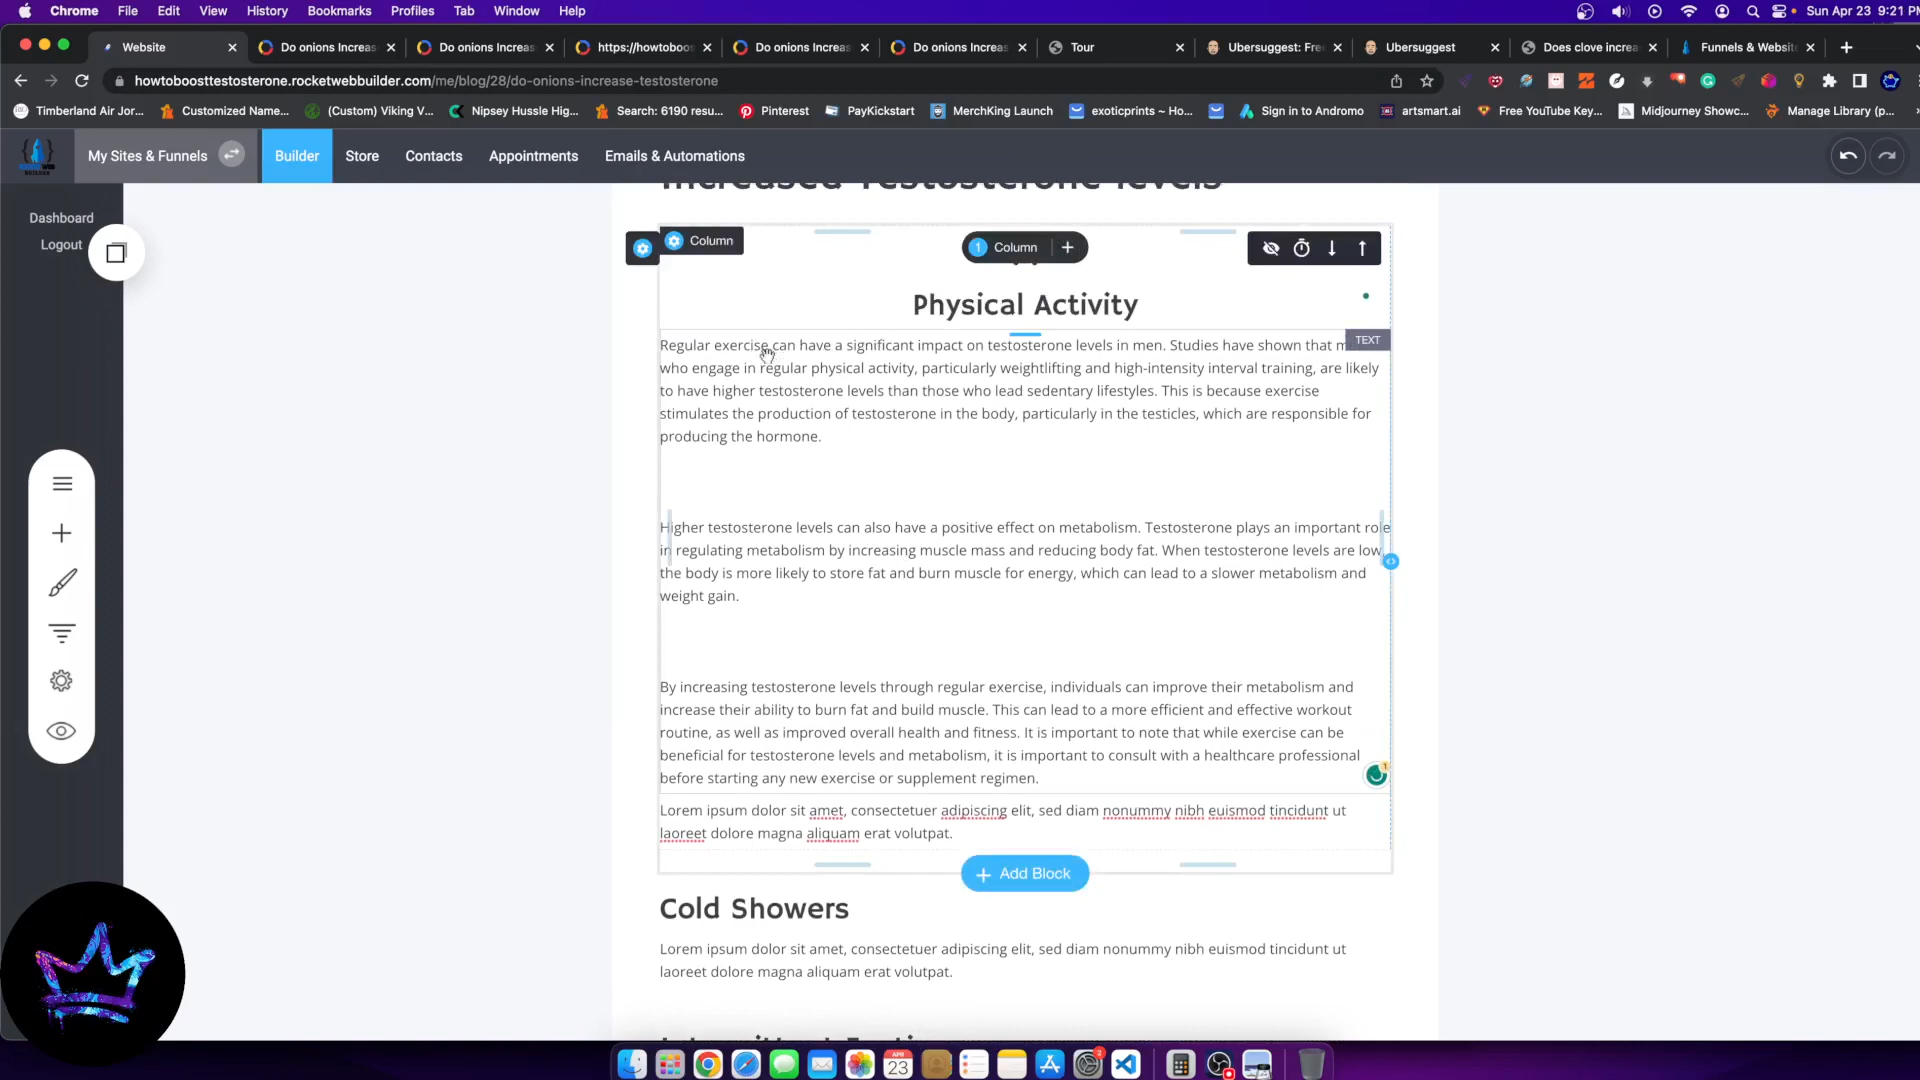 Chrome File Edit View History Bookmarks Profiles Tab Window Help Sun Apr 23 9:21
Website Do onions Increas Do onions Increas https://howtoboos Do onions Increas Do onions Increas Tour Ubersuggest: Fre Ubersuggest Does clove increa Funnels & Website
howtoboosttestosterone.rocketwebbuilder.com/me/blog/28/do-onions-increase-testosterone
Timberland Air Jor... Customized Name... (Custom) Viking V... Nipsey Hussle Hig... Search: 6190 resu... Pinterest PayKickstart MerchKing Launch exoticprints ~ Ho... Sign in to Andromo artsmart.ai Free YouTube Key... Midjourney Showc... Manage Library (p...
My Sites & Funnels Builder Store Contacts Appointments Emails & Automations
Increased Testosterone levels
Dashboard
Logout
Column 1 Column +
Physical Activity
TEXT
Regular exercise can have a significant impact on testosterone levels in men. Studies have shown that
who engage in regular physical activity, particularly weightlifting and high-intensity interval training, are likely
to have higher testosterone levels than those who lead sedentary lifestyles. This is because exercise
stimulates the production of testosterone in the body, particularly in the testicles, which are responsible for
producing the hormone.
Higher testosterone levels can also have a positive effect on metabolism. Testosterone plays an important role
in regulating metabolism by increasing muscle mass and reducing body fat. When testosterone levels are low,
the body is more likely to store fat and burn muscle for energy, which can lead to a slower metabolism and
weight gain.
By increasing testosterone levels through regular exercise, individuals can improve their metabolism and
increase their ability to burn fat and build muscle. This can lead to a more efficient and effective workout
routine, as well as improved overall health and fitness. It is important to note that while exercise can be
beneficial for testosterone levels and metabolism, it is important to consult with a healthcare professional
before starting any new exercise or supplement regimen.
1
Lorem ipsum dolor sit amet, consectetuer adipiscing elit, sed diam nonummy nibh euismod tincidunt ut
laoreet dolore magna aliquam erat volutpat.
+ Add Block
Cold Showers
Lorem ipsum dolor sit amet, consectetuer adipiscing elit, sed diam nonummy nibh euismod tincidunt ut
laoreet dolore magna aliquam erat volutpat.
APR
23
2